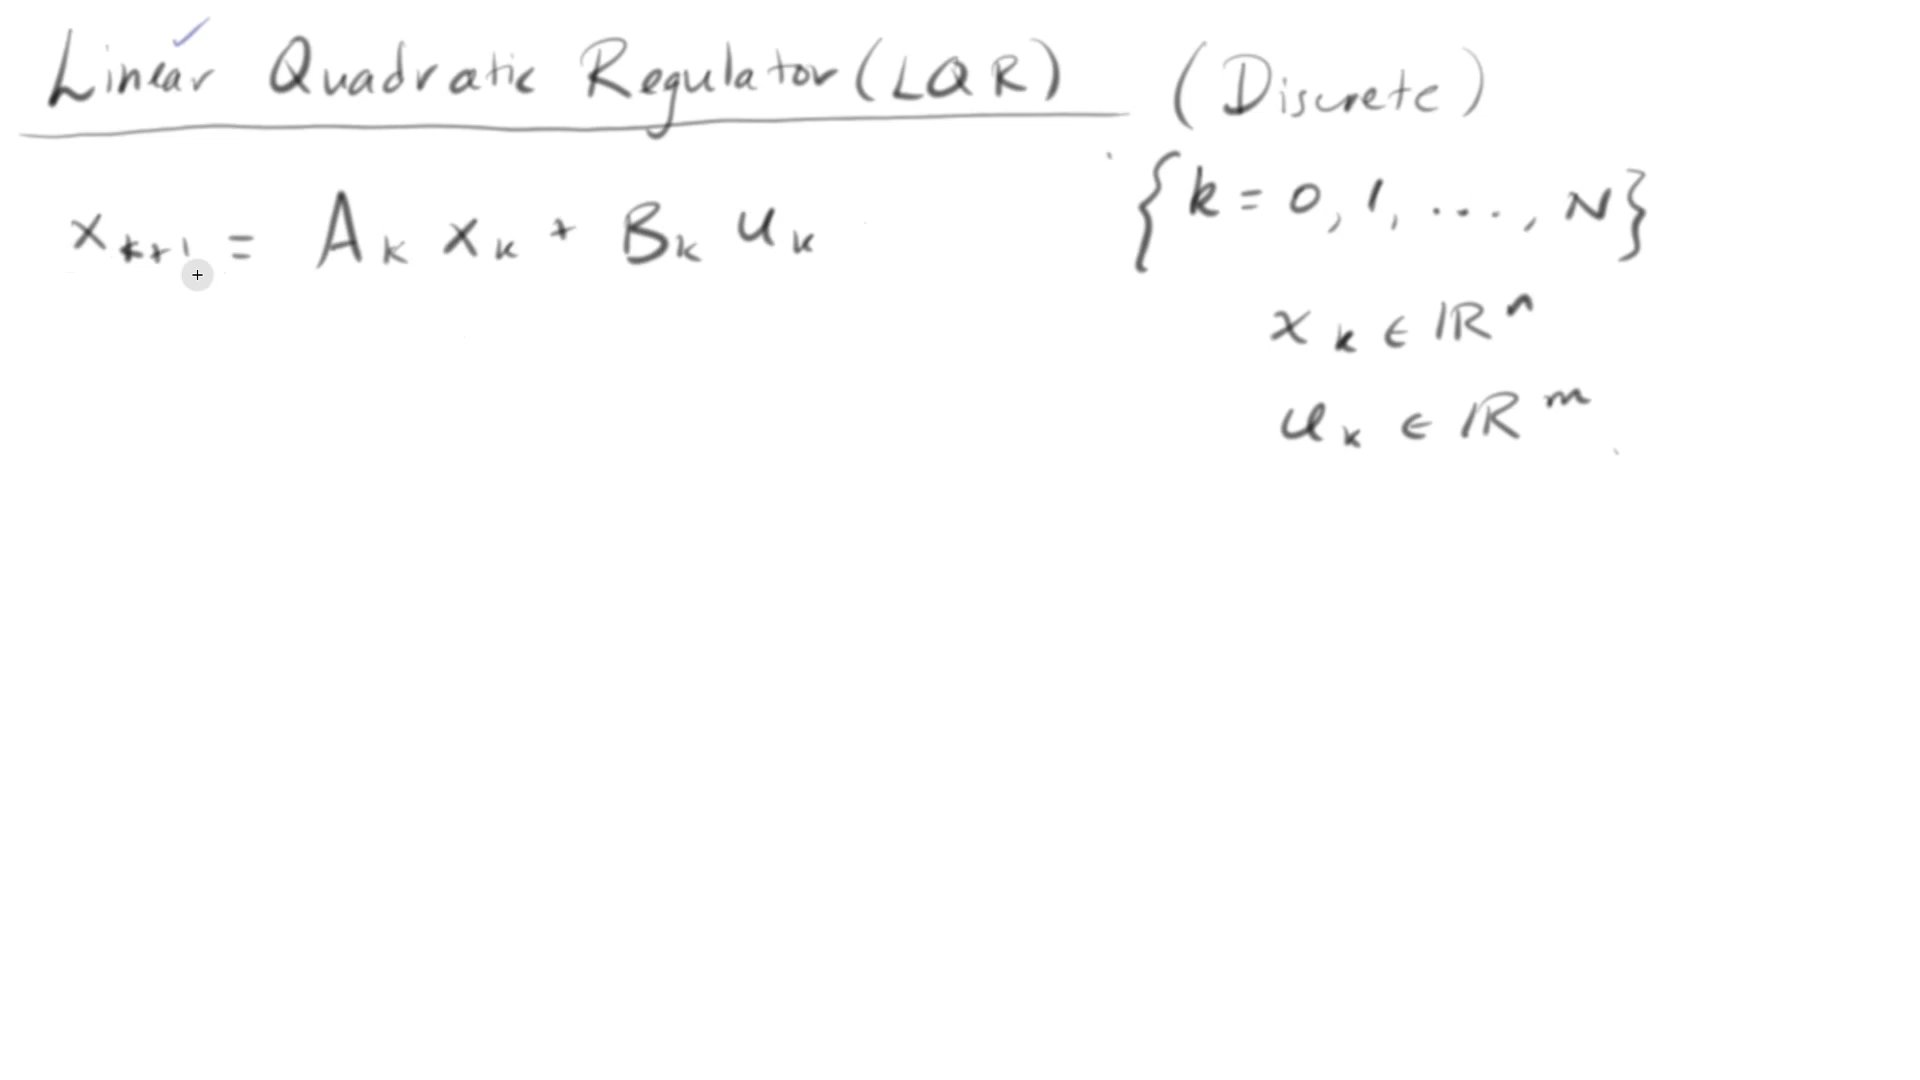 Linear Quadratic Regulator (LQR) (Discrete)
x_{k+1} = A_k x_k + B_k u_k {k = 0, 1, ..., N}
x_k ∈ ℝ^n
u_k ∈ ℝ^m